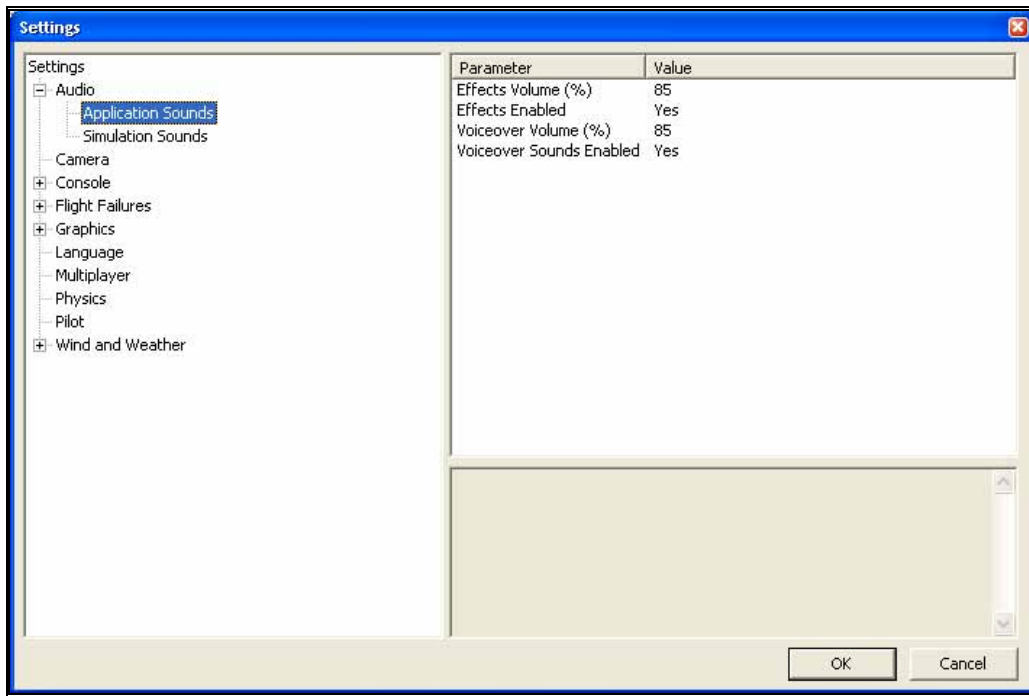 Settings
Settings
Audio
Application Sounds
Simulation Sounds
Camera
Console
Flight Failures
Graphics
Language
Multiplayer
Physics
Pilot
Wind and Weather
Parameter Value
Effects Volume (%) 85
Effects Enabled Yes
Voiceover Volume (%) 85
Voiceover Sounds Enabled Yes
OK Cancel